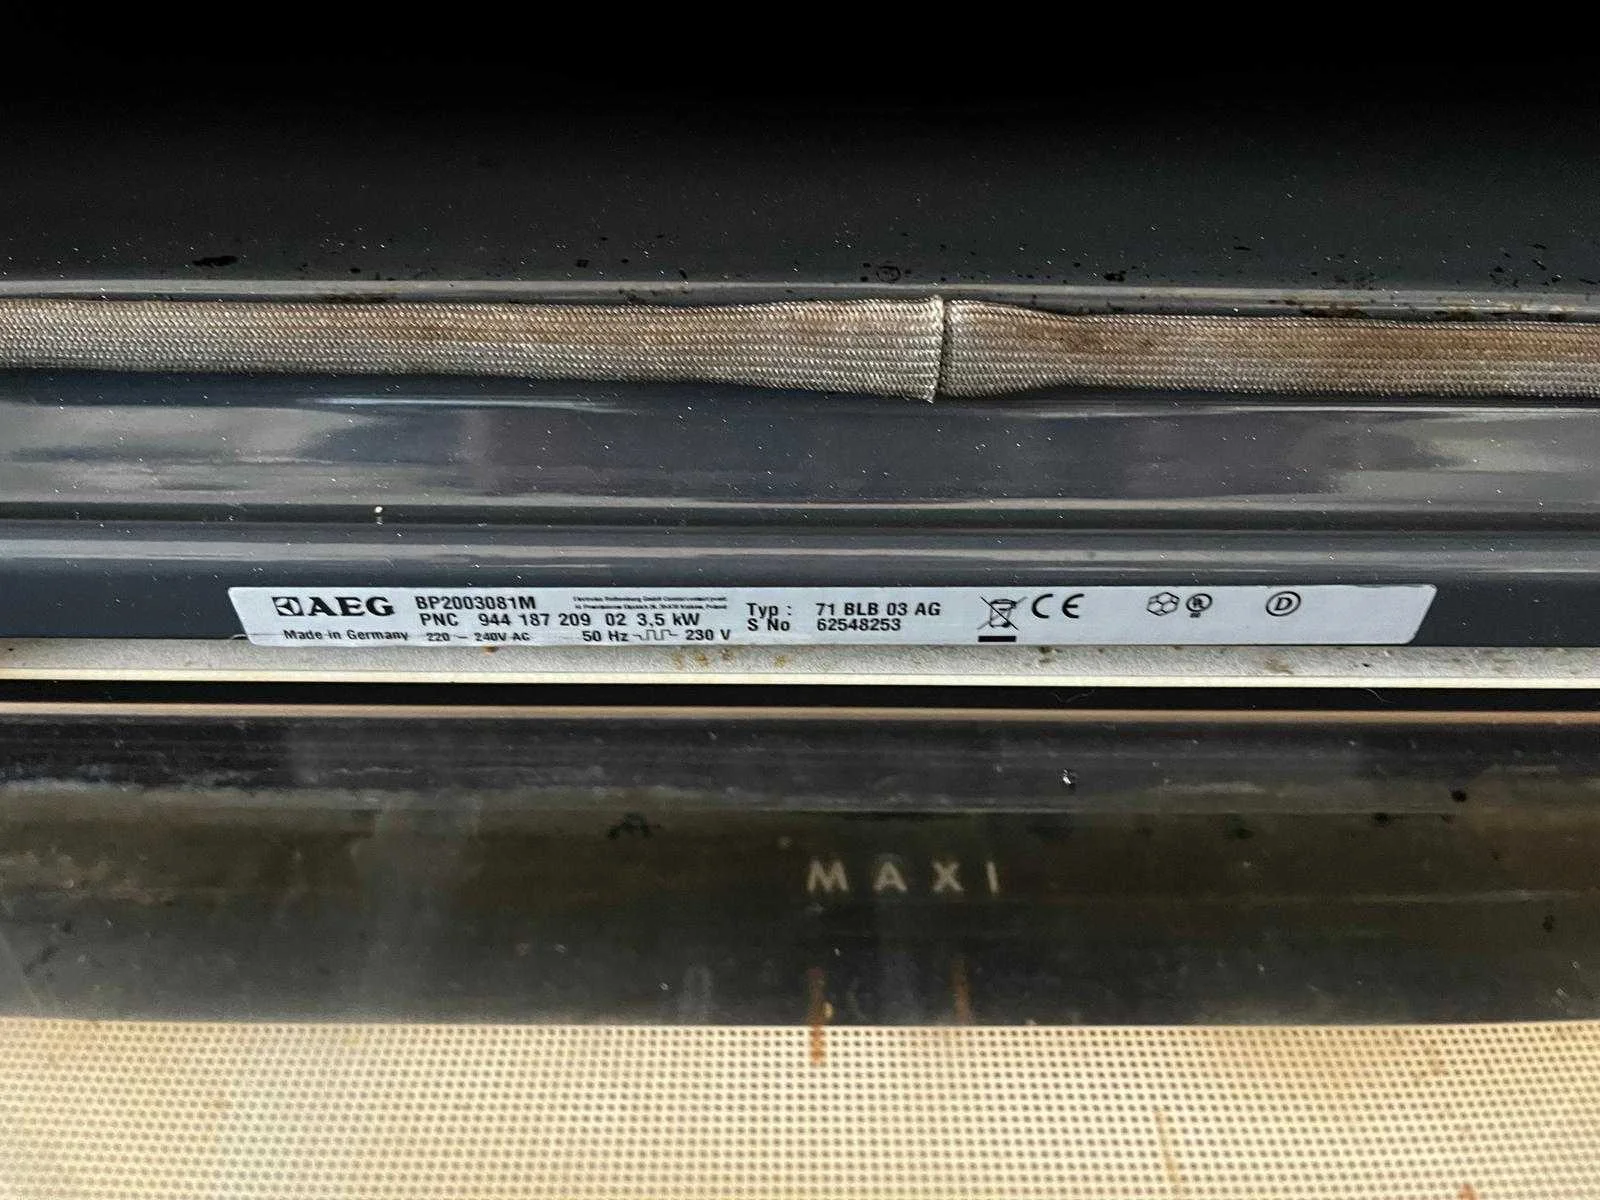 AEG BP2003081M
PNC 944 187 209 02 3,5 kW
Made in Germany 220 - 240V AC 50 Hz 230 V
Typ : 71 BLB 03 AG
S No 62548253
CE
D
MAXI